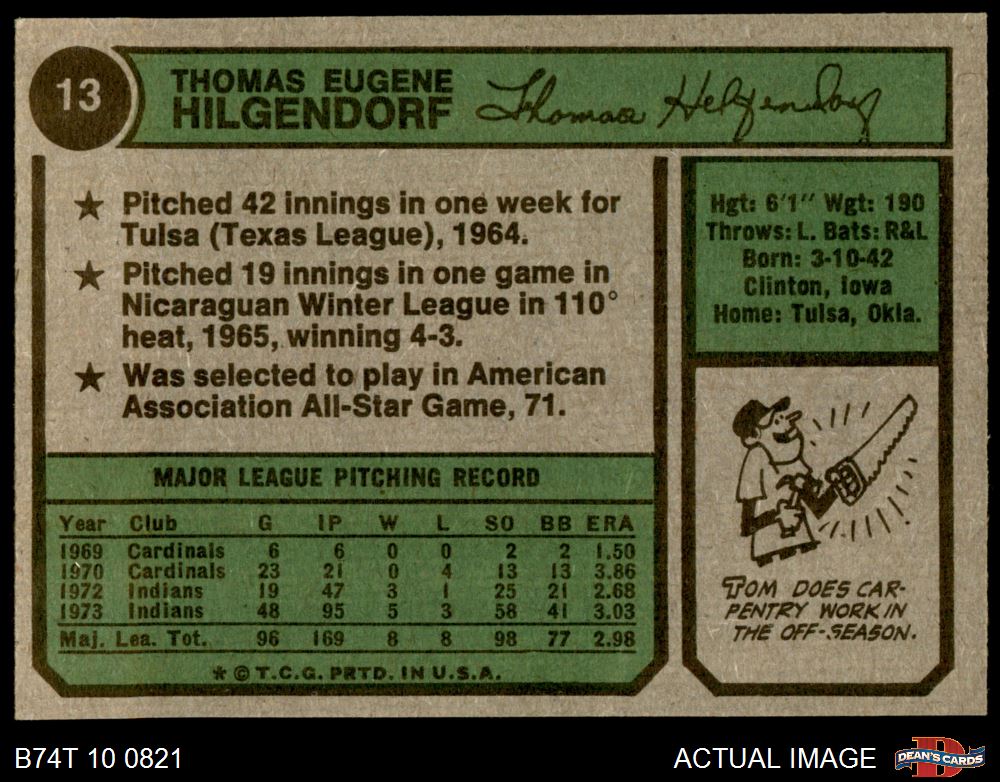 13
THOMAS EUGENE
HILGENDORF
Thomas Hilgendorf
★ Pitched 42 innings in one week for
Tulsa (Texas League), 1964.
★ Pitched 19 innings in one game in
Nicaraguan Winter League in 110°
heat, 1965, winning 4-3.
★ Was selected to play in American
Association All-Star Game, 71.
Hgt: 6'1" Wgt: 190
Throws: L. Bats: R&L
Born: 3-10-42
Clinton, Iowa
Home: Tulsa, Okla.
MAJOR LEAGUE PITCHING RECORD
Year Club G IP W L SO BB ERA
1969 Cardinals 6 6 0 0 2 2 1.50
1970 Cardinals 23 21 0 4 13 13 3.86
1972 Indians 19 47 3 1 25 21 2.68
1973 Indians 48 95 5 3 58 41 3.03
Maj. Lea. Tot. 96 169 8 8 98 77 2.98
* © T.C.G. PRTD. IN U.S.A.
TOM DOES CAR-
PENTRY WORK IN
THE OFF-SEASON.
B74T 10 0821
ACTUAL IMAGE
D
DEAN'S CARDS